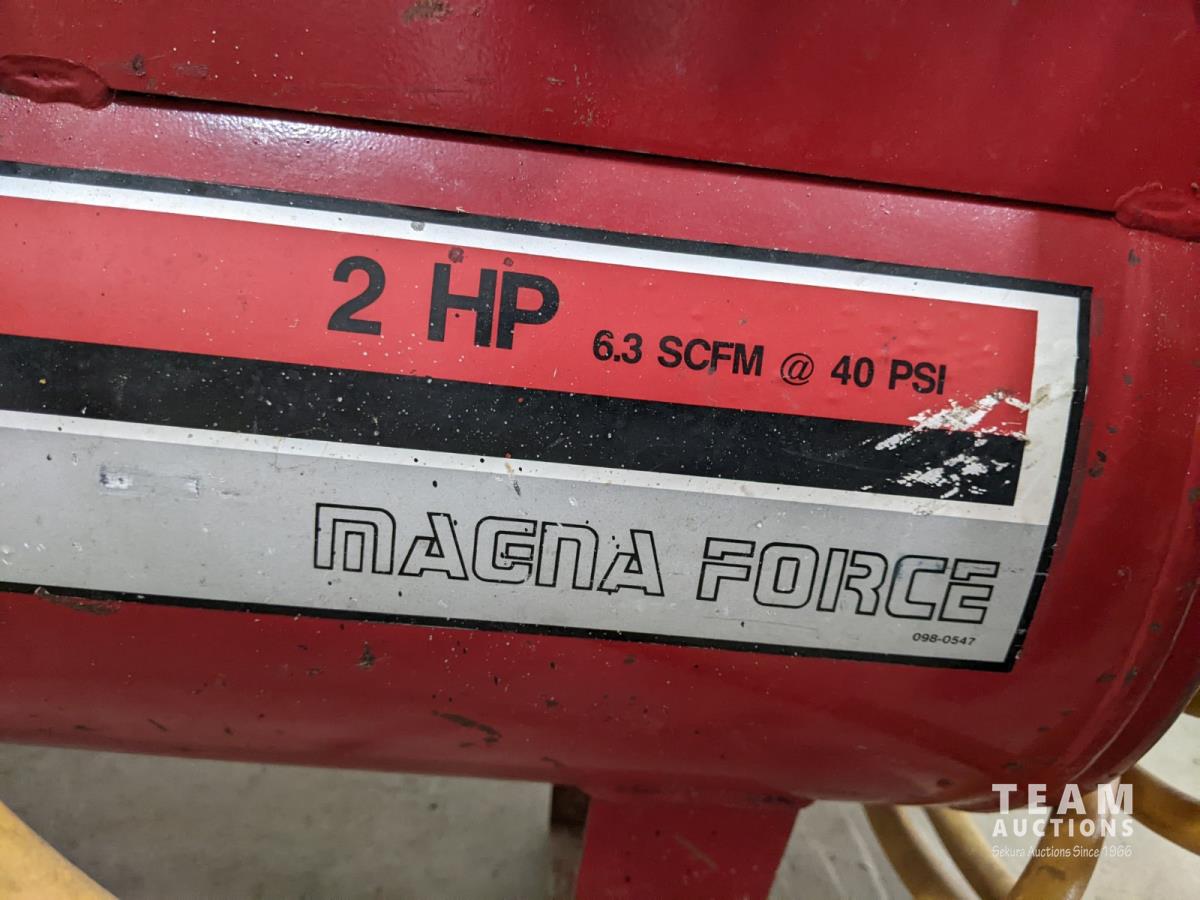 2 HP 6.3 SCFM @ 40 PSI
MAGNA FORCE
098-0547
TEAM
AUCTIONS
Sekura Auctions Since 1966